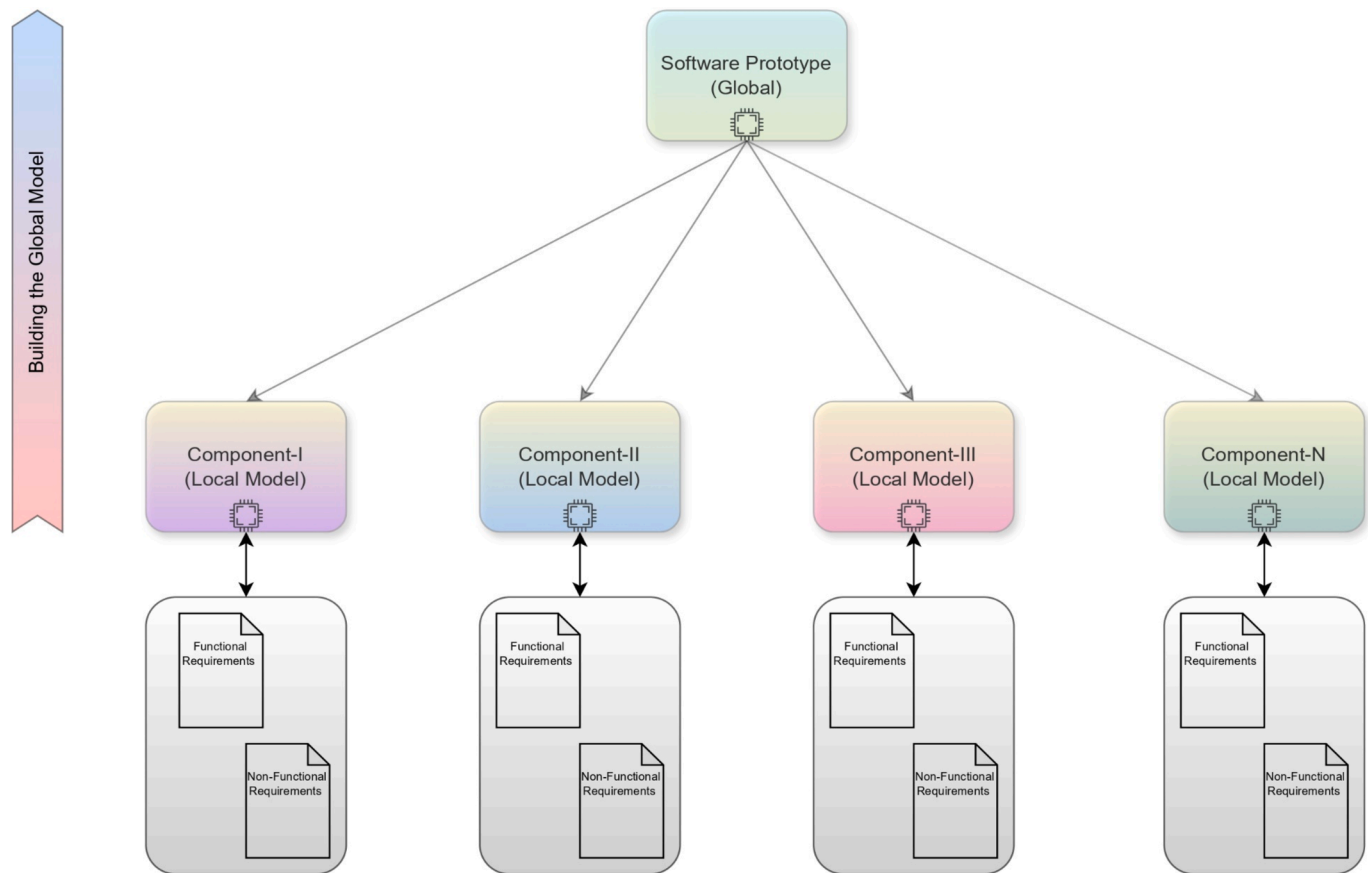 Building the Global Model
Software Prototype
(Global)
Component-I
(Local Model)
Component-II
(Local Model)
Component-III
(Local Model)
Component-N
(Local Model)
Functional
Requirements
Non-Functional
Requirements
Functional
Requirements
Non-Functional
Requirements
Functional
Requirements
Non-Functional
Requirements
Functional
Requirements
Non-Functional
Requirements